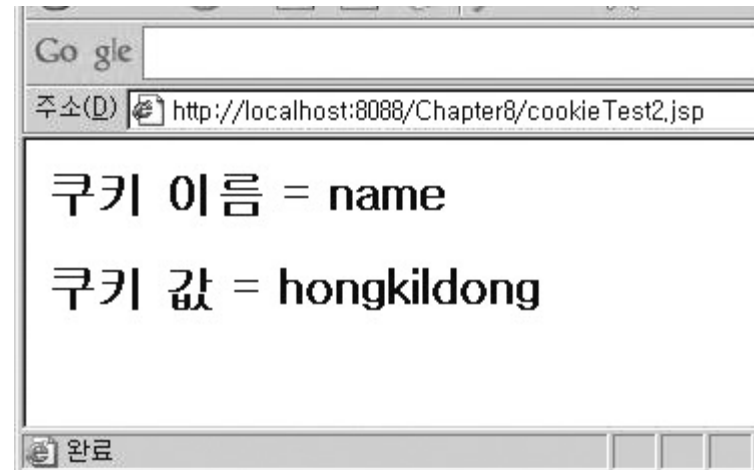 Go gle
주소(D) http://localhost:8088/Chapter8/cookieTest2.jsp
쿠키 이름 = name
쿠키 값 = hongkildong
완료